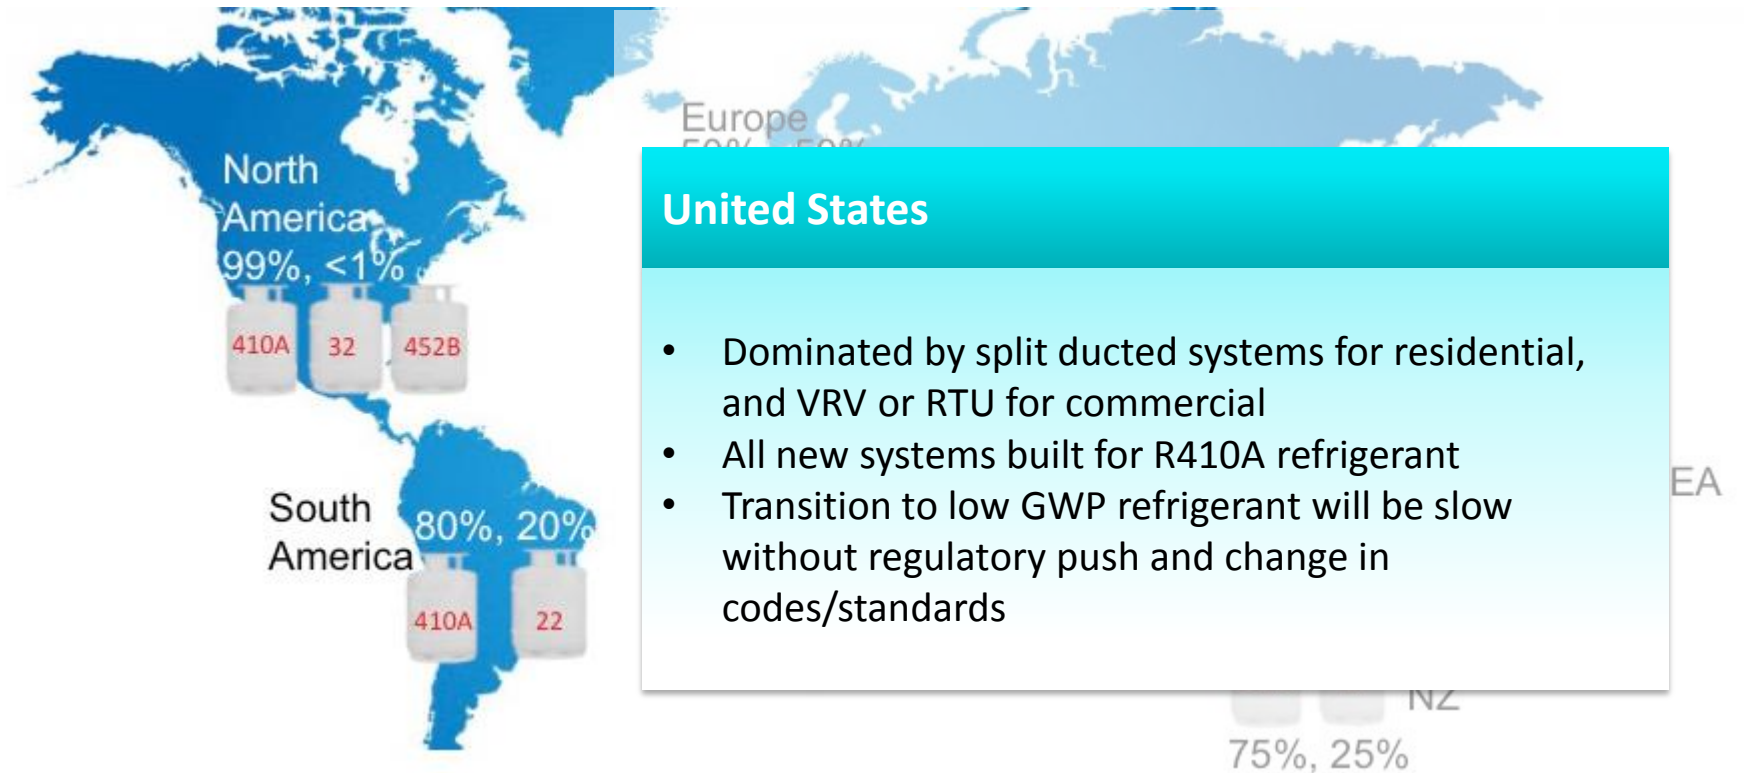 North
America
99%, <1%
410A 32 452B
South
America
80%, 20%
410A 22
Europe
50% 50%
United States
• Dominated by split ducted systems for residential,
and VRV or RTU for commercial
• All new systems built for R410A refrigerant
• Transition to low GWP refrigerant will be slow
without regulatory push and change in
codes/standards
EA
NZ
75%, 25%